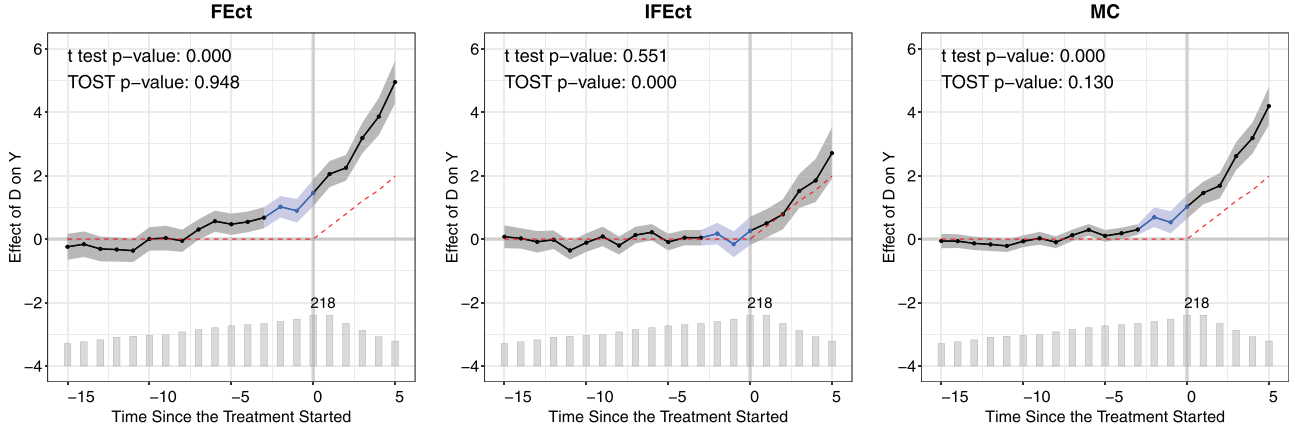 FEct
t test p−value: 0.000
TOST p−value: 0.948
Effect of D on Y
6
4
2
0
−2
−4
218
−15 −10 −5 0 5
Time Since the Treatment Started
IFEct
t test p−value: 0.551
TOST p−value: 0.000
Effect of D on Y
6
4
2
0
−2
−4
218
−15 −10 −5 0 5
Time Since the Treatment Started
MC
t test p−value: 0.000
TOST p−value: 0.130
Effect of D on Y
6
4
2
0
−2
−4
218
−15 −10 −5 0 5
Time Since the Treatment Started